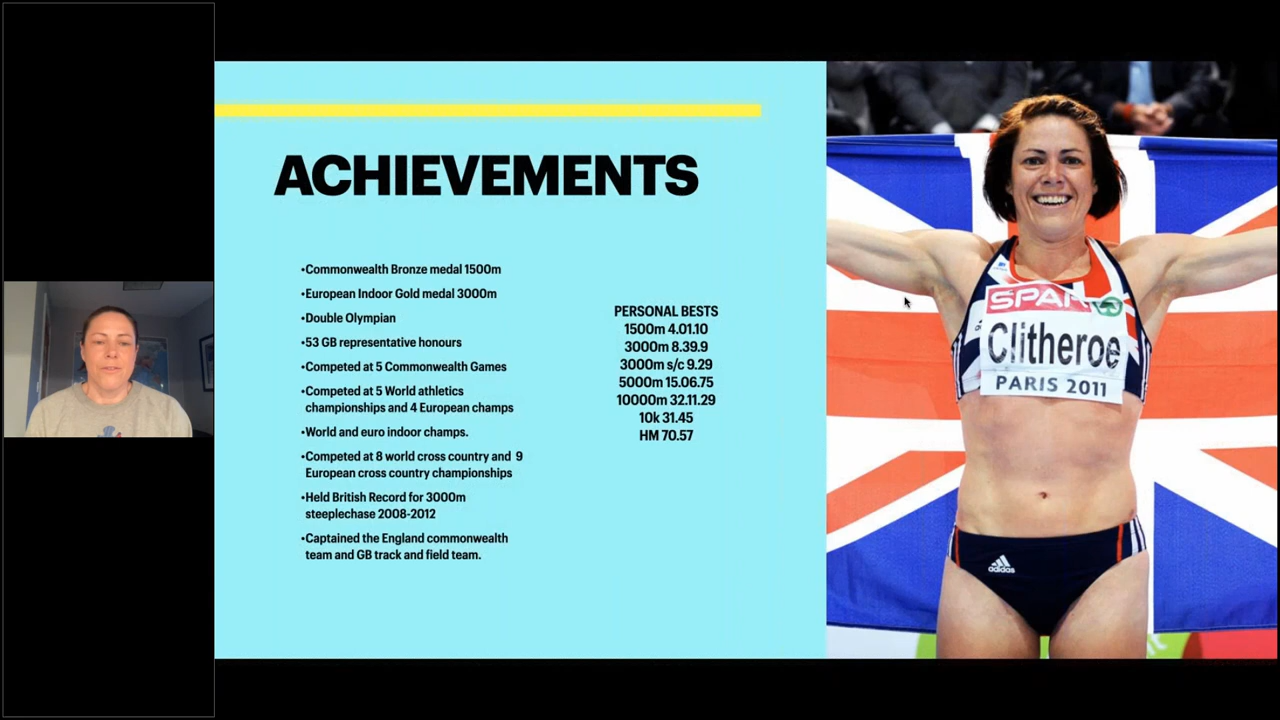 ACHIEVEMENTS
•Commonwealth Bronze medal 1500m
•European Indoor Gold medal 3000m
•Double Olympian
•53 GB representative honours
•Competed at 5 Commonwealth Games
•Competed at 5 World athletics
championships and 4 European champs
•World and euro indoor champs.
•Competed at 8 world cross country and 9
European cross country championships
•Held British Record for 3000m
steeplechase 2008-2012
•Captained the England commonwealth
team and GB track and field team.
PERSONAL BESTS
1500m 4.01.10
3000m 8.39.9
3000m s/c 9.29
5000m 15.06.75
10000m 32.11.29
10k 31.45
HM 70.57
SPAR
Clitheroe
PARIS 2011
adidas